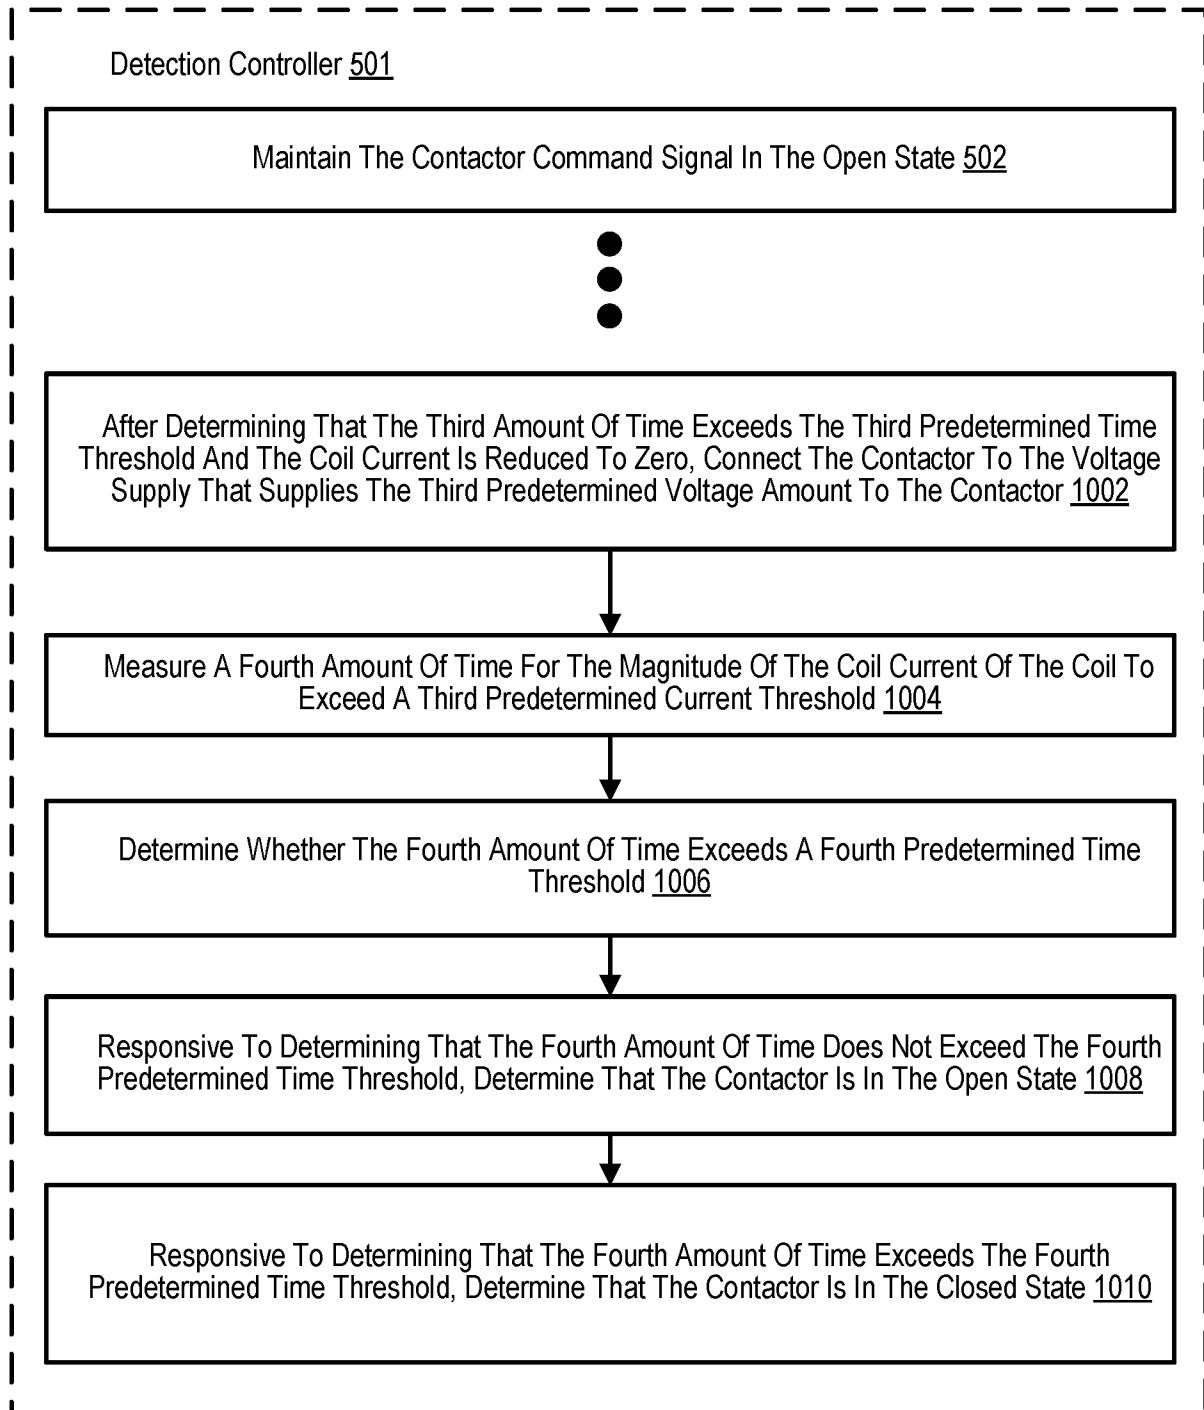 Detection Controller 501
Maintain The Contactor Command Signal In The Open State 502
After Determining That The Third Amount Of Time Exceeds The Third Predetermined Time
Threshold And The Coil Current Is Reduced To Zero, Connect The Contactor To The Voltage
Supply That Supplies The Third Predetermined Voltage Amount To The Contactor 1002
Measure A Fourth Amount Of Time For The Magnitude Of The Coil Current Of The Coil To
Exceed A Third Predetermined Current Threshold 1004
Determine Whether The Fourth Amount Of Time Exceeds A Fourth Predetermined Time
Threshold 1006
Responsive To Determining That The Fourth Amount Of Time Does Not Exceed The Fourth
Predetermined Time Threshold, Determine That The Contactor Is In The Open State 1008
Responsive To Determining That The Fourth Amount Of Time Exceeds The Fourth
Predetermined Time Threshold, Determine That The Contactor Is In The Closed State 1010